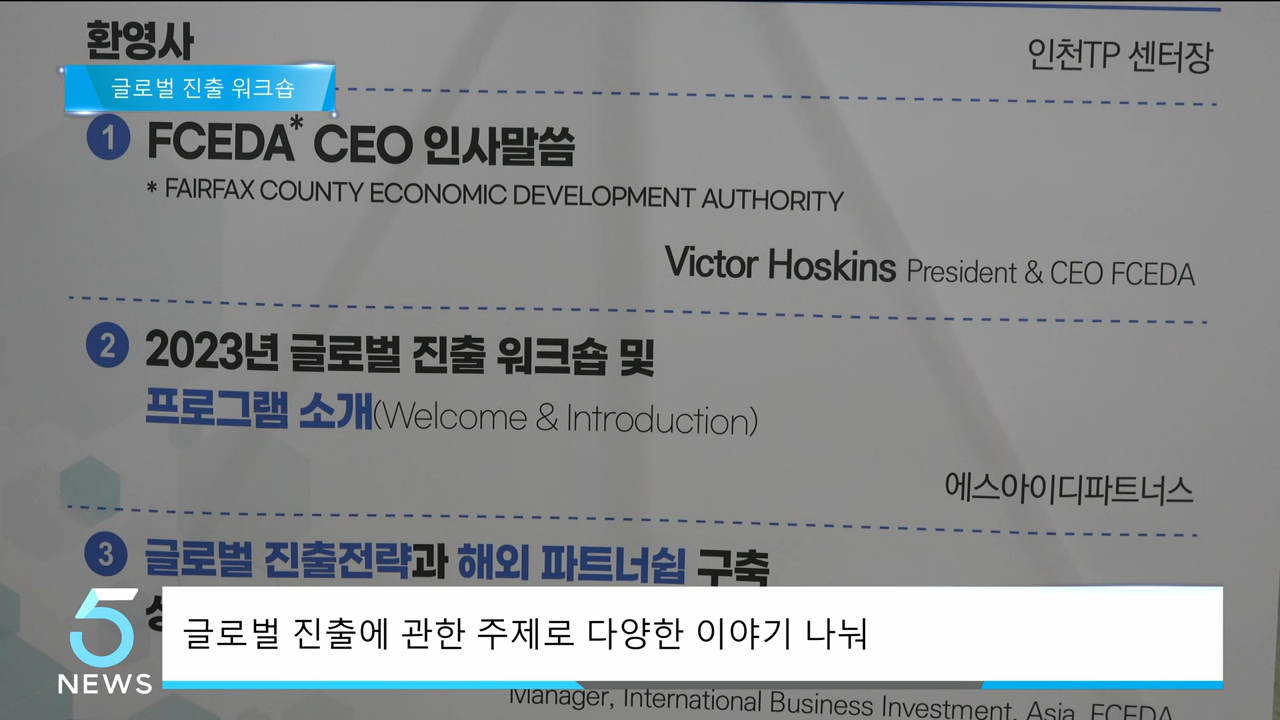 환영사
인천TP 센터장
글로벌 진출 워크숍
1 FCEDA* CEO 인사말씀
* FAIRFAX COUNTY ECONOMIC DEVELOPMENT AUTHORITY
Victor Hoskins President & CEO FCEDA
2 2023년 글로벌 진출 워크숍 및
프로그램 소개(Welcome & Introduction)
에스아이디파트너스
3 글로벌 진출전략과 해외 파트너쉽 구축
5 NEWS
글로벌 진출에 관한 주제로 다양한 이야기 나눠
Manager, International Business Investment, Asia, FCEDA